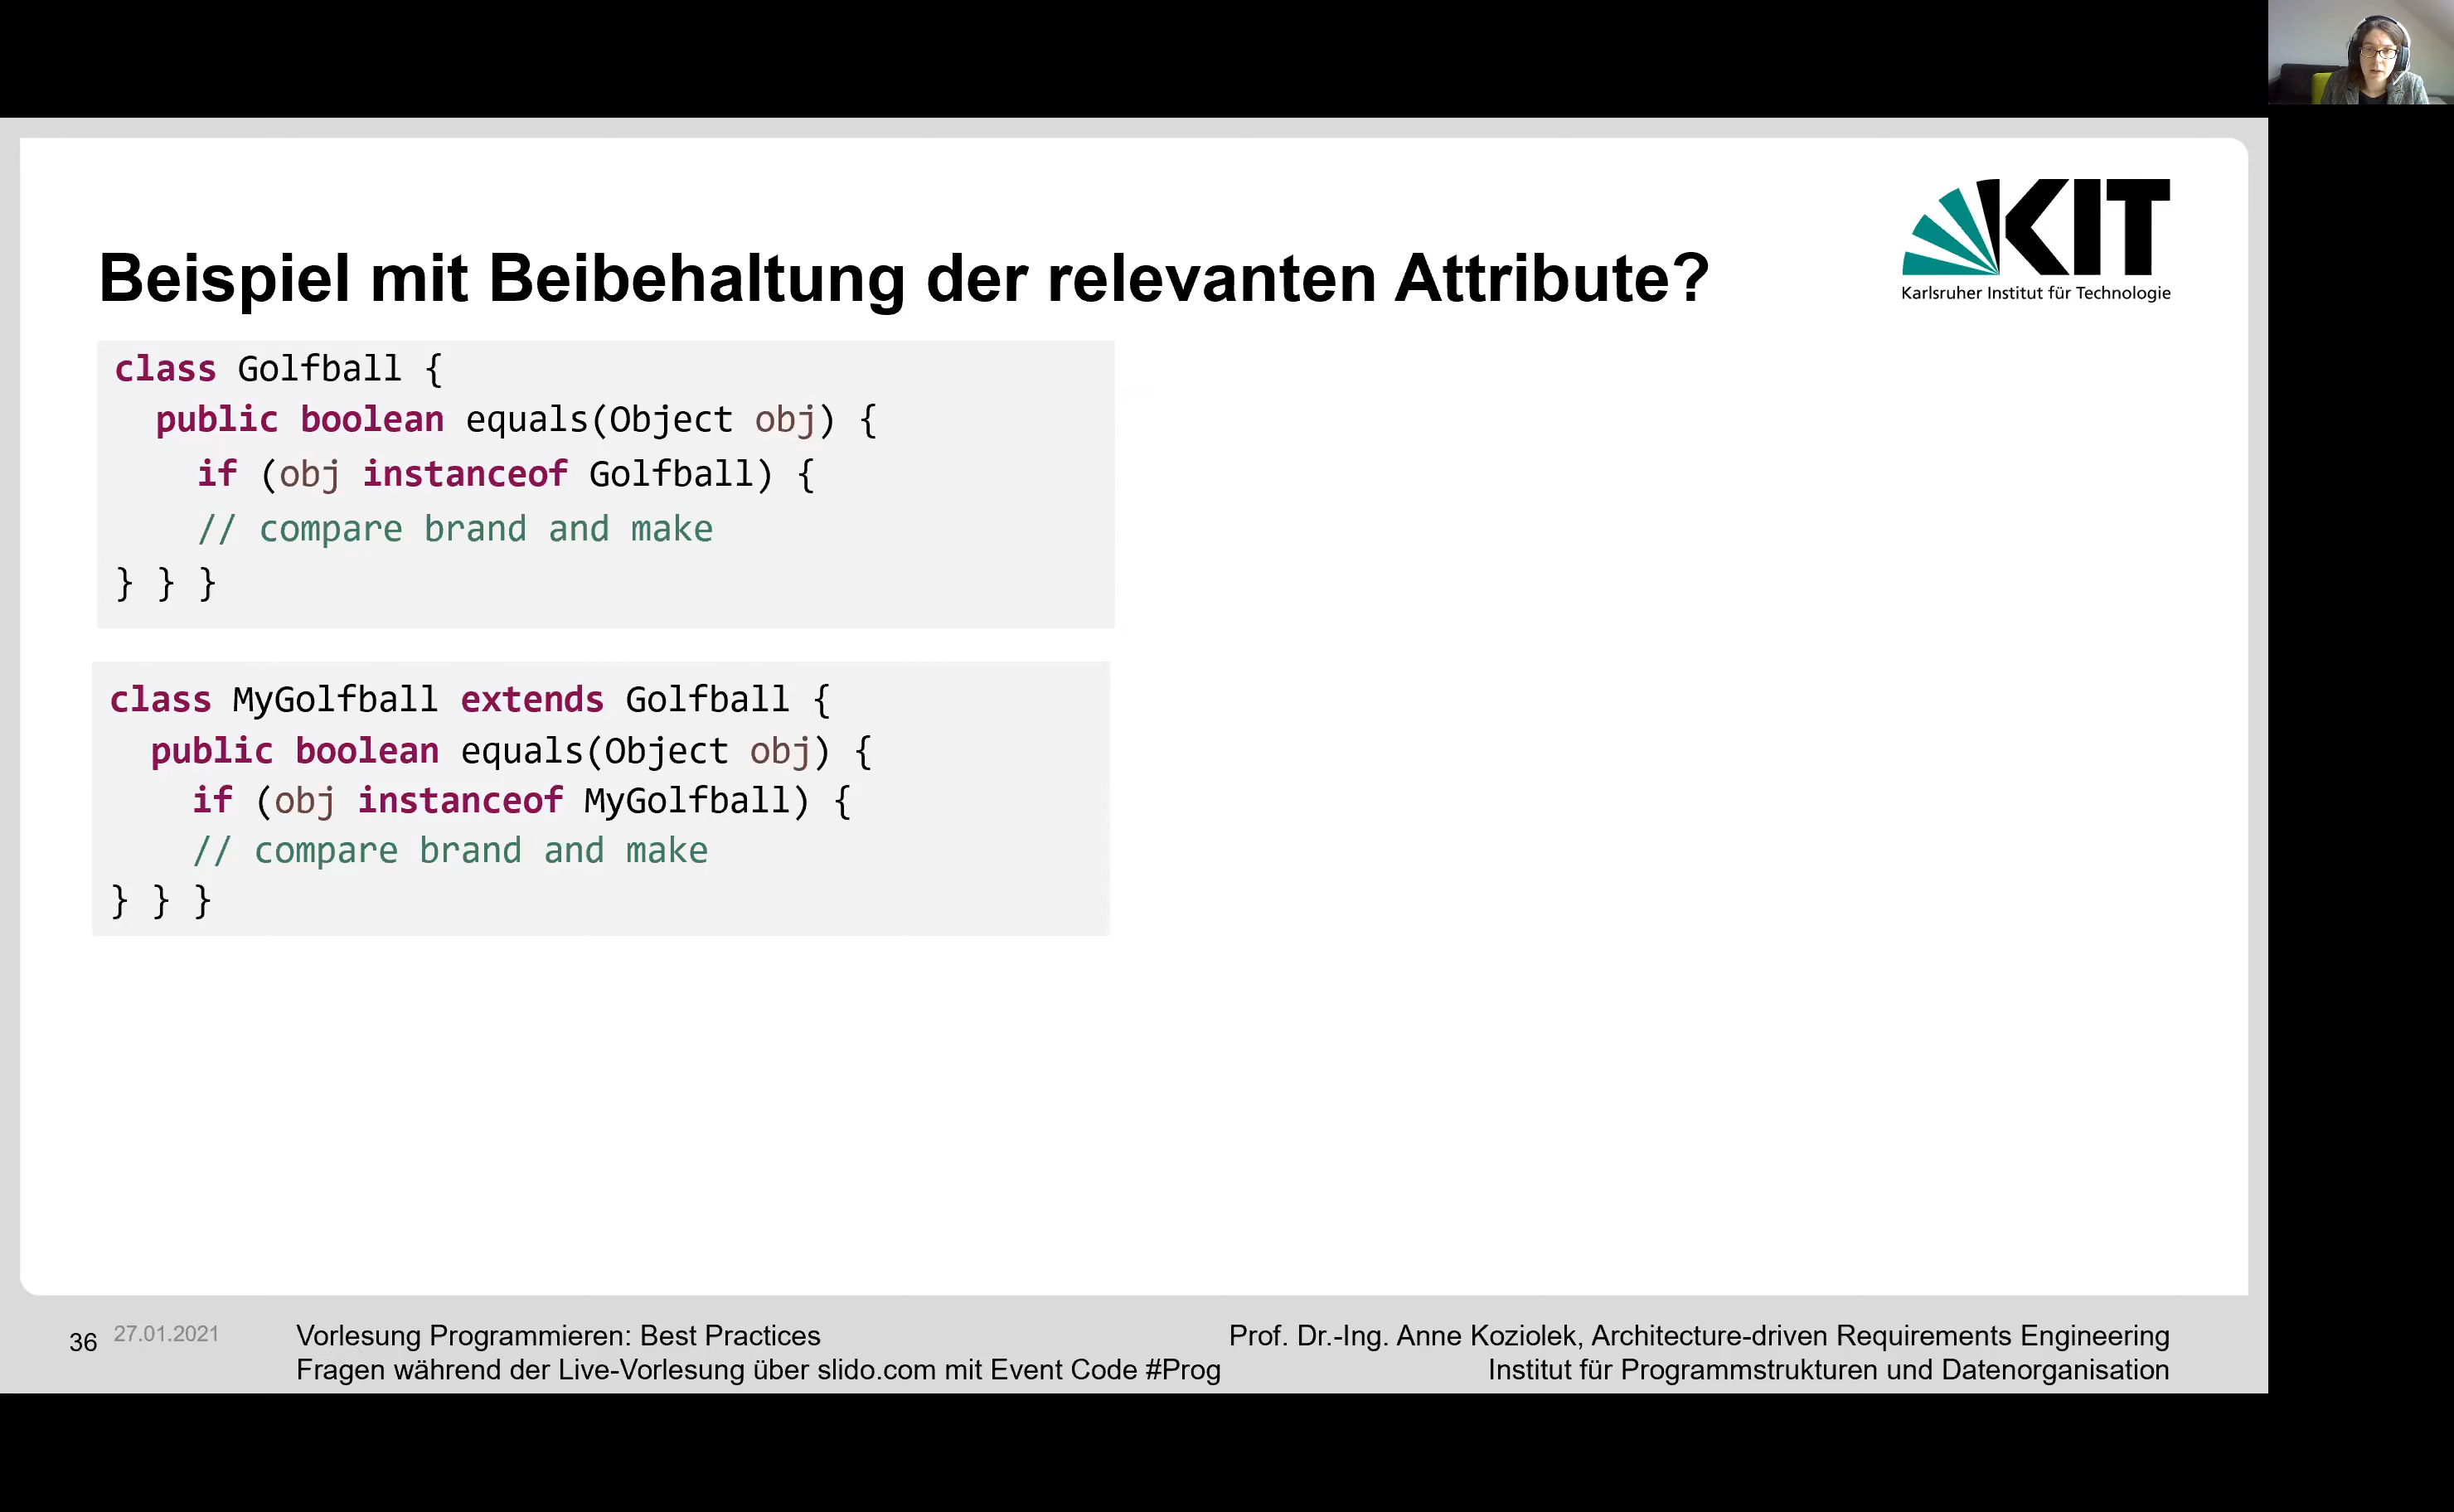 KIT
Karlsruher Institut für Technologie
Beispiel mit Beibehaltung der relevanten Attribute?
class Golfball {
public boolean equals(Object obj) {
if (obj instanceof Golfball) {
// compare brand and make
} } }
class MyGolfball extends Golfball {
public boolean equals(Object obj) {
if (obj instanceof MyGolfball) {
// compare brand and make
} } }
36
27.01.2021
Vorlesung Programmieren: Best Practices
Fragen während der Live-Vorlesung über slido.com mit Event Code #Prog
Prof. Dr.-Ing. Anne Koziolek, Architecture-driven Requirements Engineering
Institut für Programmstrukturen und Datenorganisation